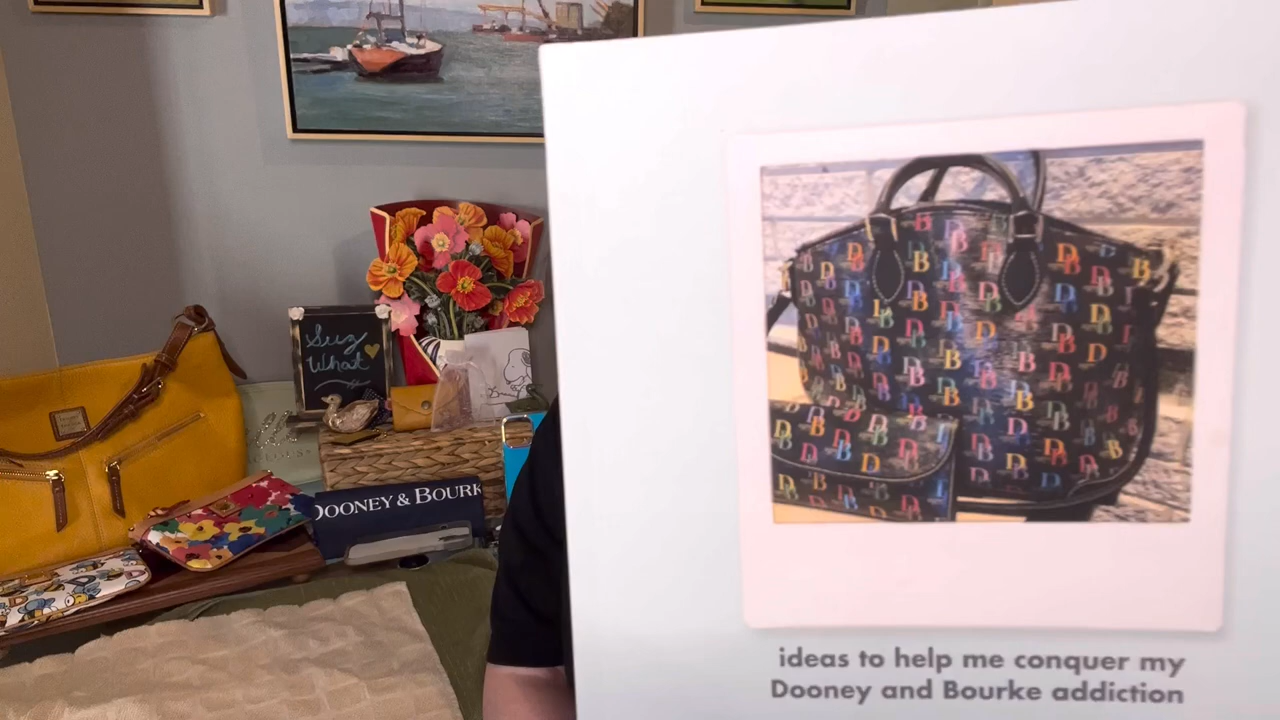 Suz
What
DOONEY & BOURK
ideas to help me conquer my
Dooney and Bourke addiction